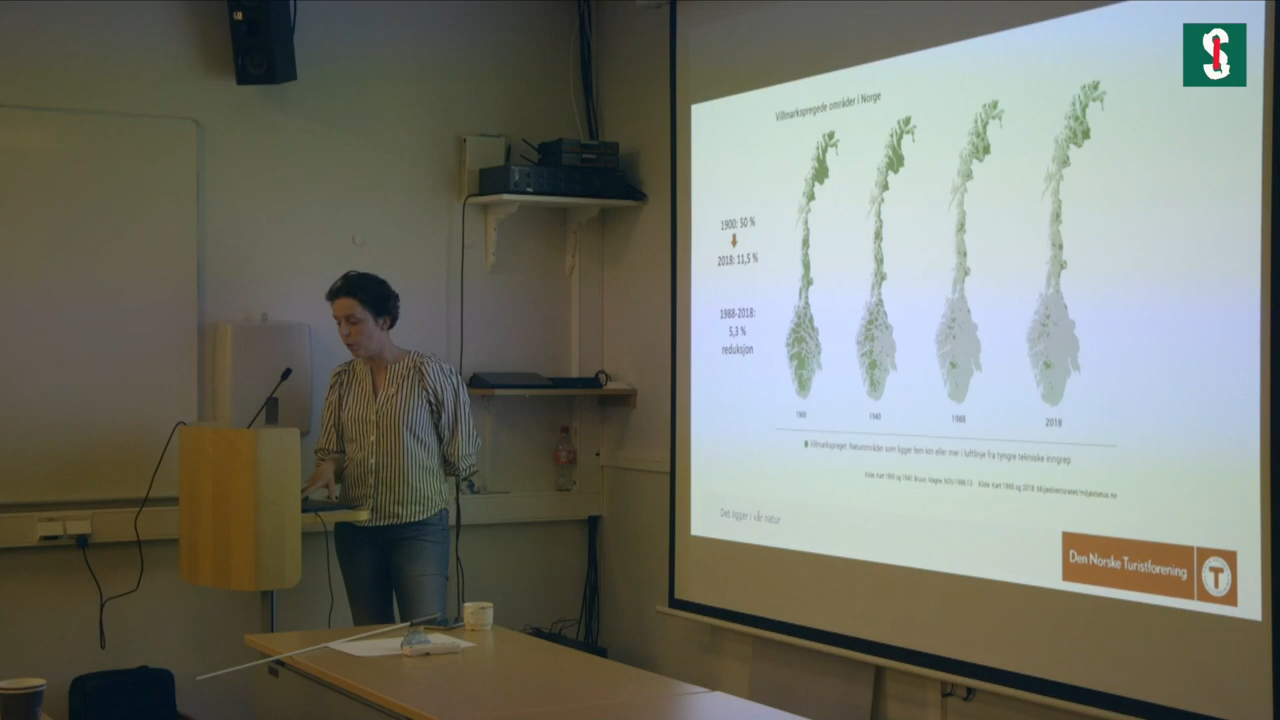 Villmarkspregede områder i Norge
1900: 50 %
2018: 11,5 %
1988-2018:
5,3 %
reduksjon
1900
1940
1988
2018
Villmarkspreget: Naturområder som ligger fem km eller mer i luftlinje fra tyngre tekniske inngrep
Det ligger i vår natur
Den Norske Turistforening
T